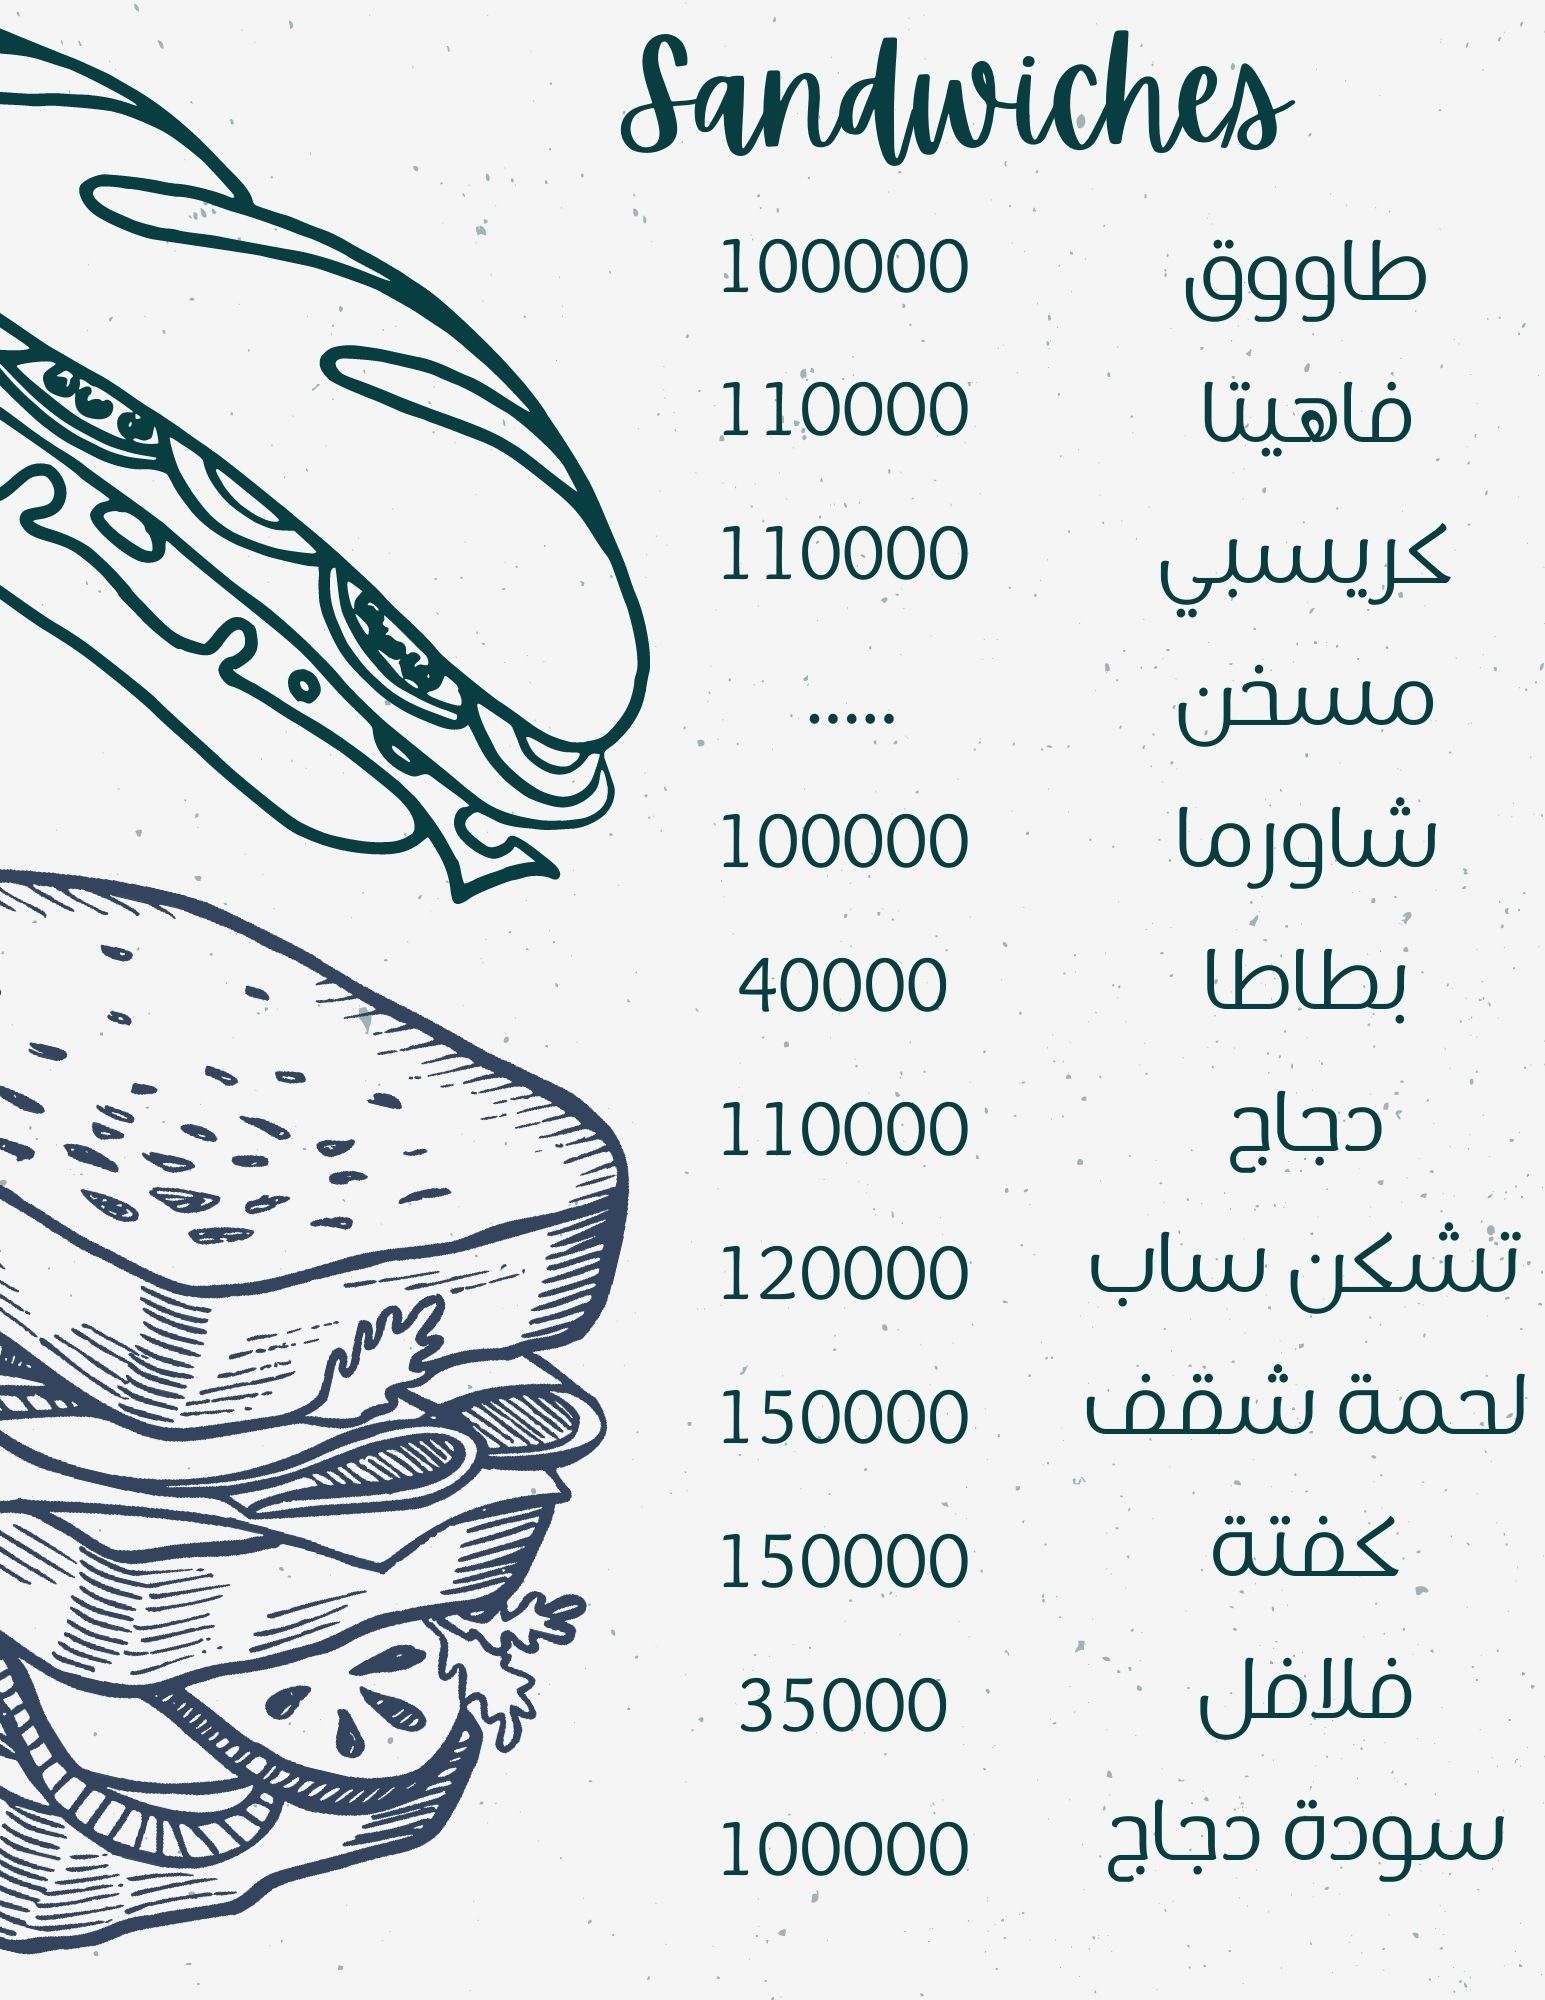 Sandwiches
طاووق 100000
فاهيتا 110000
كريسبي 110000
مسخن .....
شاورما 100000
بطاطا 40000
دجاج 110000
تشكن ساب 120000
لحمة شقف 150000
كفتة 150000
فلافل 35000
سودة دجاج 100000